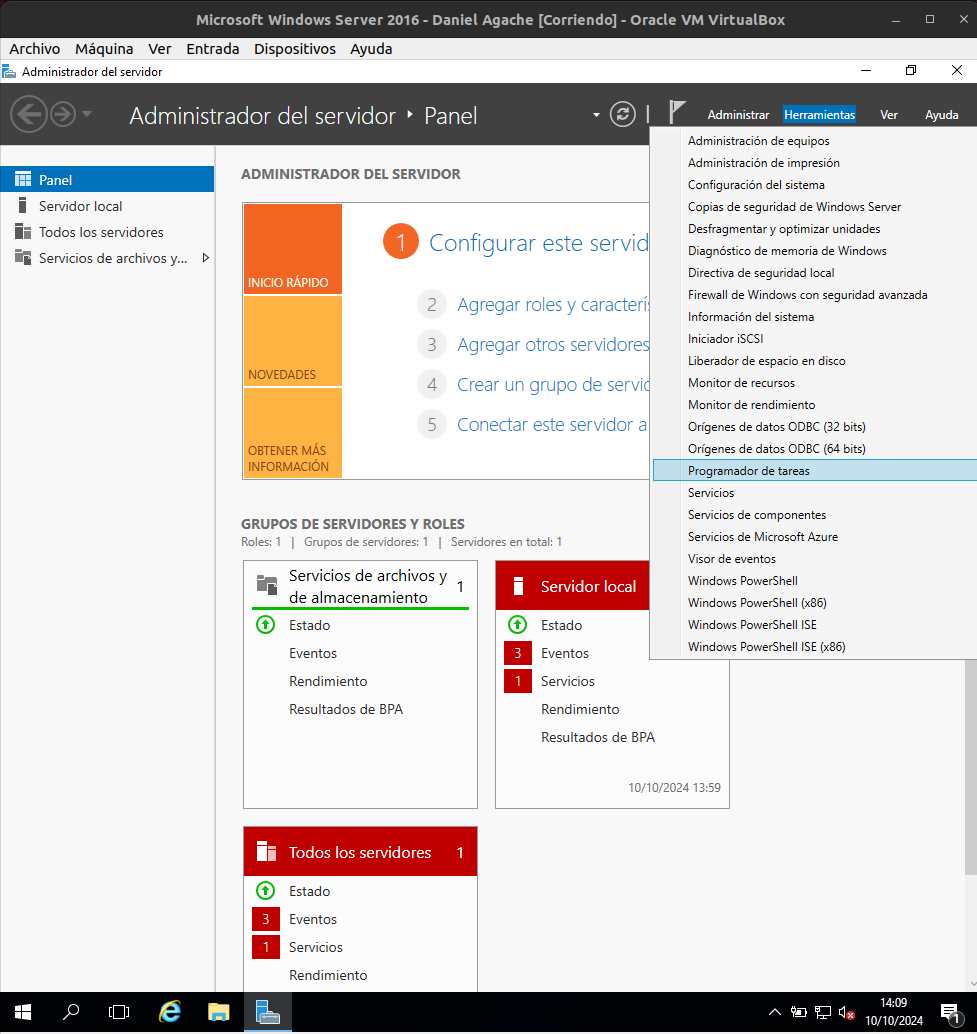 Microsoft Windows Server 2016 - Daniel Agache [Corriendo] - Oracle VM VirtualBox
Archivo Máquina Ver Entrada Dispositivos Ayuda
Administrador del servidor
Administrador del servidor Panel
Administrar Herramientas Ver Ayuda
Panel
Servidor local
Todos los servidores
Servicios de archivos y...
ADMINISTRADOR DEL SERVIDOR
INICIO RÁPIDO
NOVEDADES
OBTENER MÁS
INFORMACIÓN
1 Configurar este servid
2 Agregar roles y caracterí
3 Agregar otros servidores
4 Crear un grupo de servid
5 Conectar este servidor a
Administración de equipos
Administración de impresión
Configuración del sistema
Copias de seguridad de Windows Server
Desfragmentar y optimizar unidades
Diagnóstico de memoria de Windows
Directiva de seguridad local
Firewall de Windows con seguridad avanzada
Información del sistema
Iniciador iSCSI
Liberador de espacio en disco
Monitor de recursos
Monitor de rendimiento
Orígenes de datos ODBC (32 bits)
Orígenes de datos ODBC (64 bits)
Programador de tareas
Servicios
Servicios de componentes
Servicios de Microsoft Azure
Visor de eventos
Windows PowerShell
Windows PowerShell (x86)
Windows PowerShell ISE
Windows PowerShell ISE (x86)
GRUPOS DE SERVIDORES Y ROLES
Roles: 1 | Grupos de servidores: 1 | Servidores en total: 1
Servicios de archivos y
de almacenamiento
1
Estado
Eventos
Rendimiento
Resultados de BPA
Servidor local
Estado
3 Eventos
1 Servicios
Rendimiento
Resultados de BPA
10/10/2024 13:59
Todos los servidores 1
Estado
3 Eventos
1 Servicios
Rendimiento
14:09
10/10/2024
1